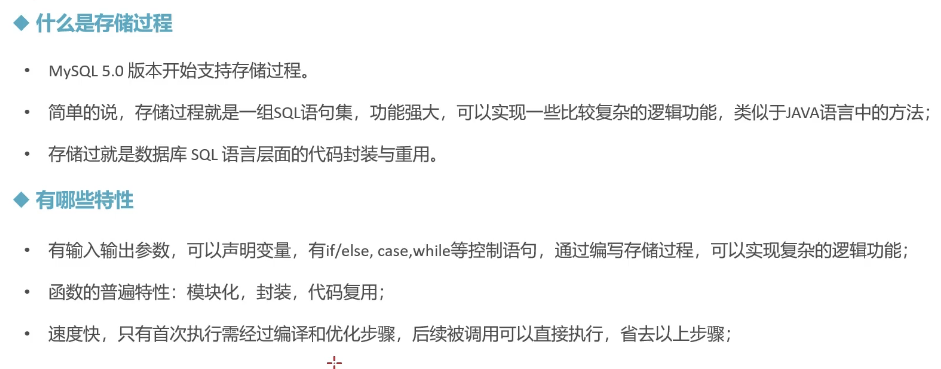 ◆ 什么是存储过程
• MySQL 5.0 版本开始支持存储过程。
• 简单的说，存储过程就是一组SQL语句集，功能强大，可以实现一些比较复杂的逻辑功能，类似于JAVA语言中的方法；
• 存储过就是数据库 SQL 语言层面的代码封装与重用。
◆ 有哪些特性
• 有输入输出参数，可以声明变量，有if/else, case,while等控制语句，通过编写存储过程，可以实现复杂的逻辑功能；
• 函数的普遍特性：模块化，封装，代码复用；
• 速度快，只有首次执行需经过编译和优化步骤，后续被调用可以直接执行，省去以上步骤；